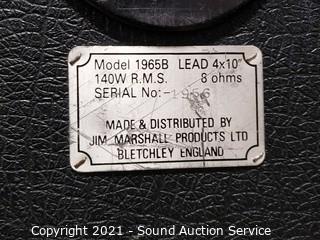 Model 1965B LEAD 4x10"
140W R.M.S. 8 ohms
SERIAL No:-1956
MADE & DISTRIBUTED BY
JIM MARSHALL PRODUCTS LTD
BLETCHLEY ENGLAND
Copyright 2021 - Sound Auction Service